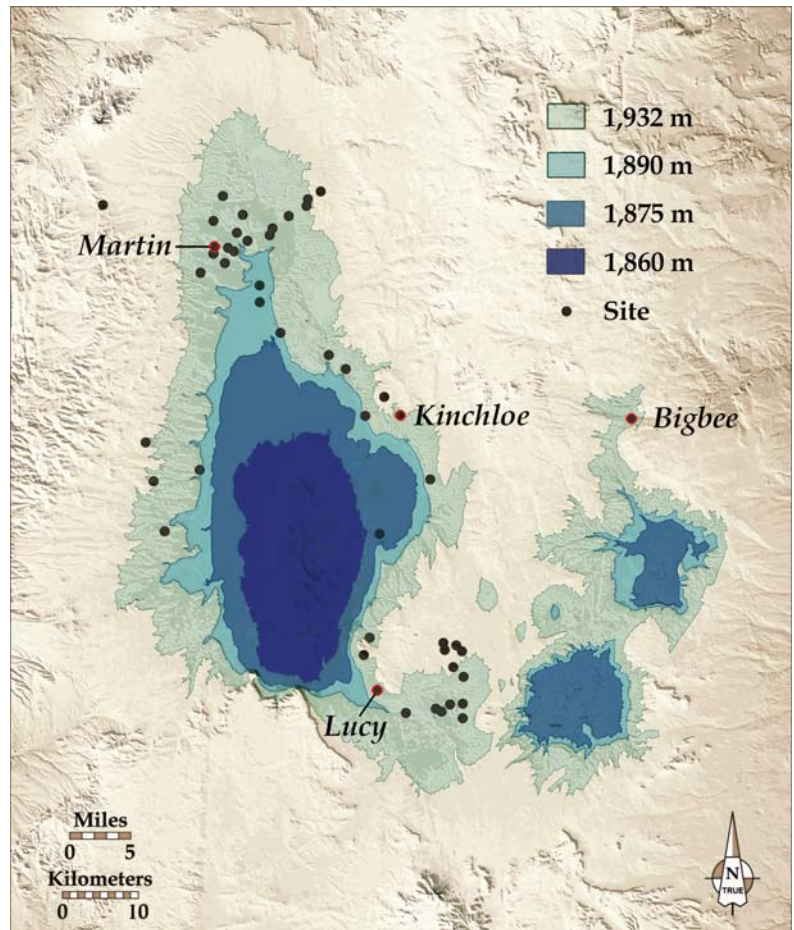 1,932 m
1,890 m
1,875 m
1,860 m
Site
Martin
Kinchloe
Bigbee
Lucy
Miles
0 5
Kilometers
0 10
N
TRUE